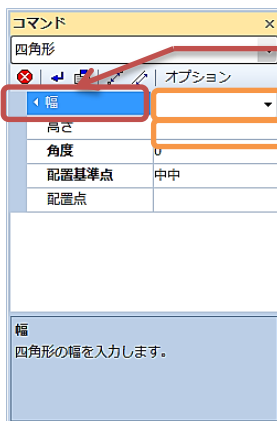 コマンド ×
四角形
オプション
幅
高さ
角度 0
配置基準点 中中
配置点
幅
四角形の幅を入力します。